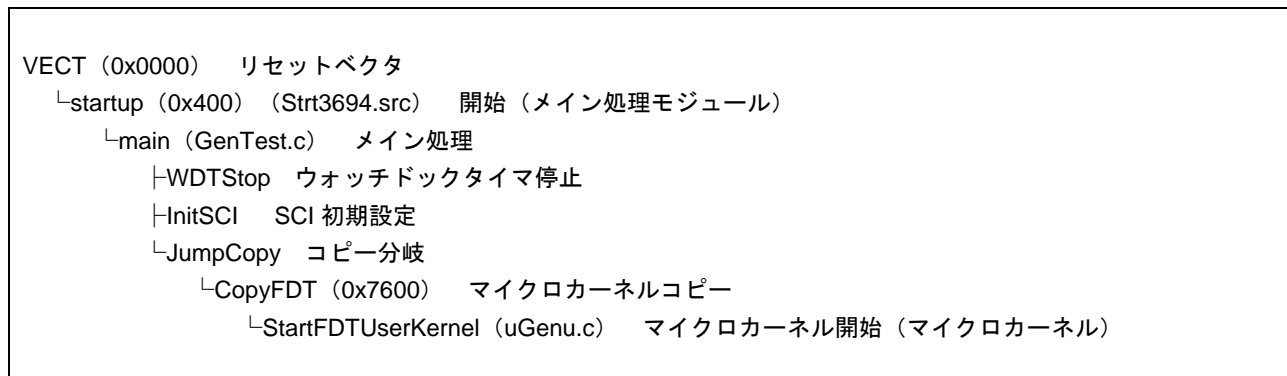 VECT（0x0000）　リセットベクタ
└startup（0x400）（Strt3694.src）　開始（メイン処理モジュール）
└main（GenTest.c）　メイン処理
├WDTStop　ウォッチドックタイマ停止
├InitSCI　SCI 初期設定
└JumpCopy　コピー分岐
└CopyFDT（0x7600）　マイクロカーネルコピー
└StartFDTUserKernel（uGenu.c）　マイクロカーネル開始（マイクロカーネル）